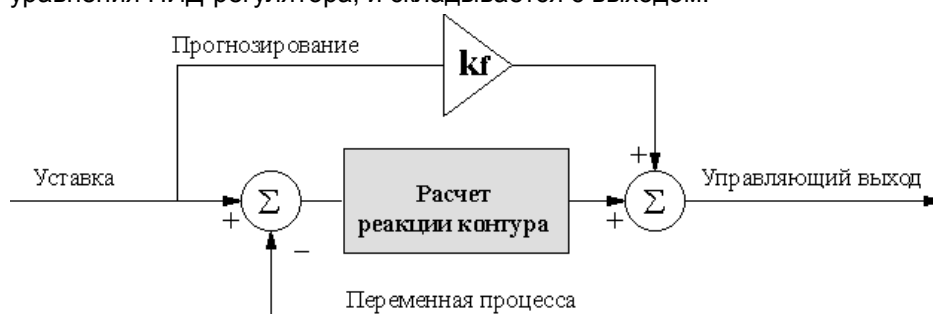 уравнения ПИД-регулятора, и складывается с выходом.
Прогнозирование
kf
Уставка
+
Σ
+
−
Расчет
реакции контура
+
+
Σ
Управляющий выход
Переменная процесса